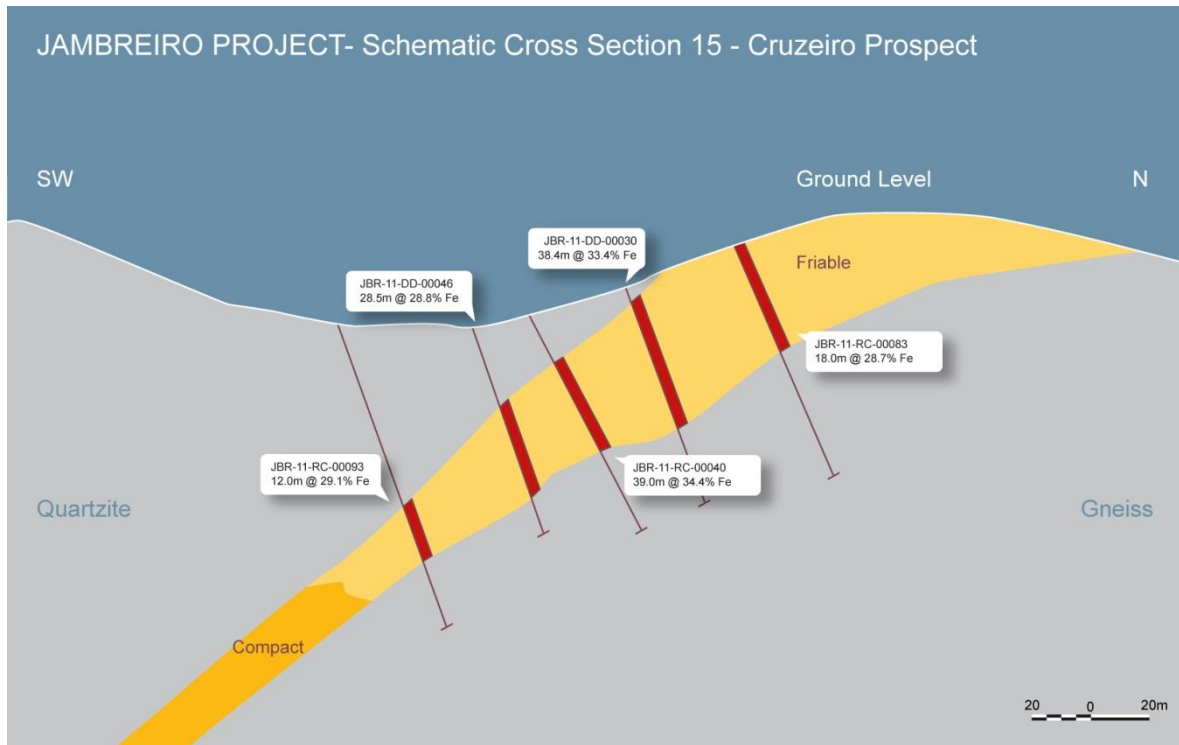 JAMBREIRO PROJECT- Schematic Cross Section 15 - Cruzeiro Prospect
SW
Ground Level
N
JBR-11-DD-00030
38.4m @ 33.4% Fe
Friable
JBR-11-DD-00046
28.5m @ 28.8% Fe
JBR-11-RC-00083
18.0m @ 28.7% Fe
JBR-11-RC-00093
12.0m @ 29.1% Fe
JBR-11-RC-00040
39.0m @ 34.4% Fe
Quartzite
Gneiss
Compact
20 0 20m